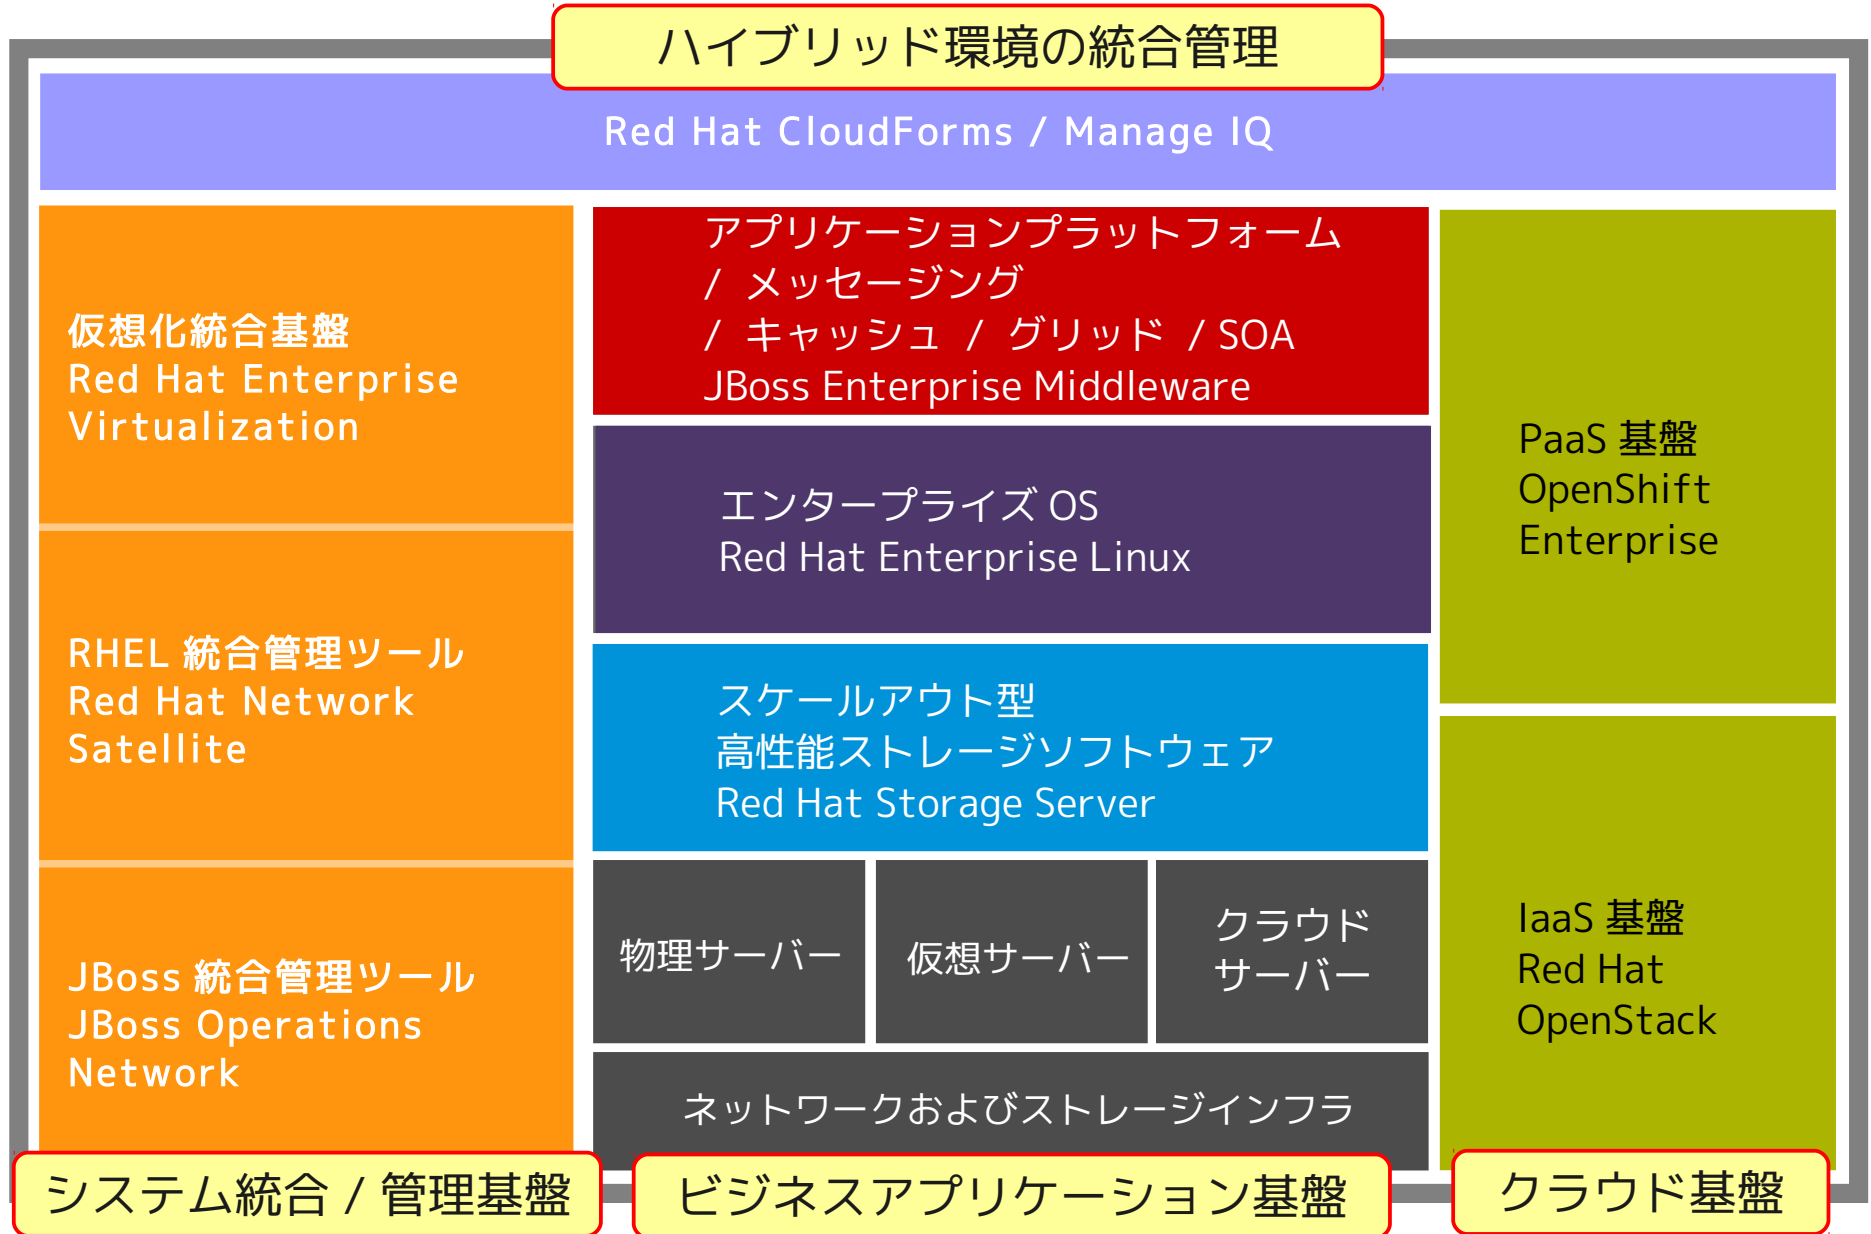 ハイブリッド環境の統合管理
Red Hat CloudForms / Manage IQ
仮想化統合基盤
Red Hat Enterprise
Virtualization
RHEL 統合管理ツール
Red Hat Network
Satellite
JBoss 統合管理ツール
JBoss Operations
Network
システム統合 / 管理基盤
アプリケーションプラットフォーム
/ メッセージング
/ キャッシュ / グリッド / SOA
JBoss Enterprise Middleware
エンタープライズ OS
Red Hat Enterprise Linux
スケールアウト型
高性能ストレージソフトウェア
Red Hat Storage Server
物理サーバー
仮想サーバー
クラウド
サーバー
ネットワークおよびストレージインフラ
ビジネスアプリケーション基盤
PaaS 基盤
OpenShift
Enterprise
IaaS 基盤
Red Hat
OpenStack
クラウド基盤